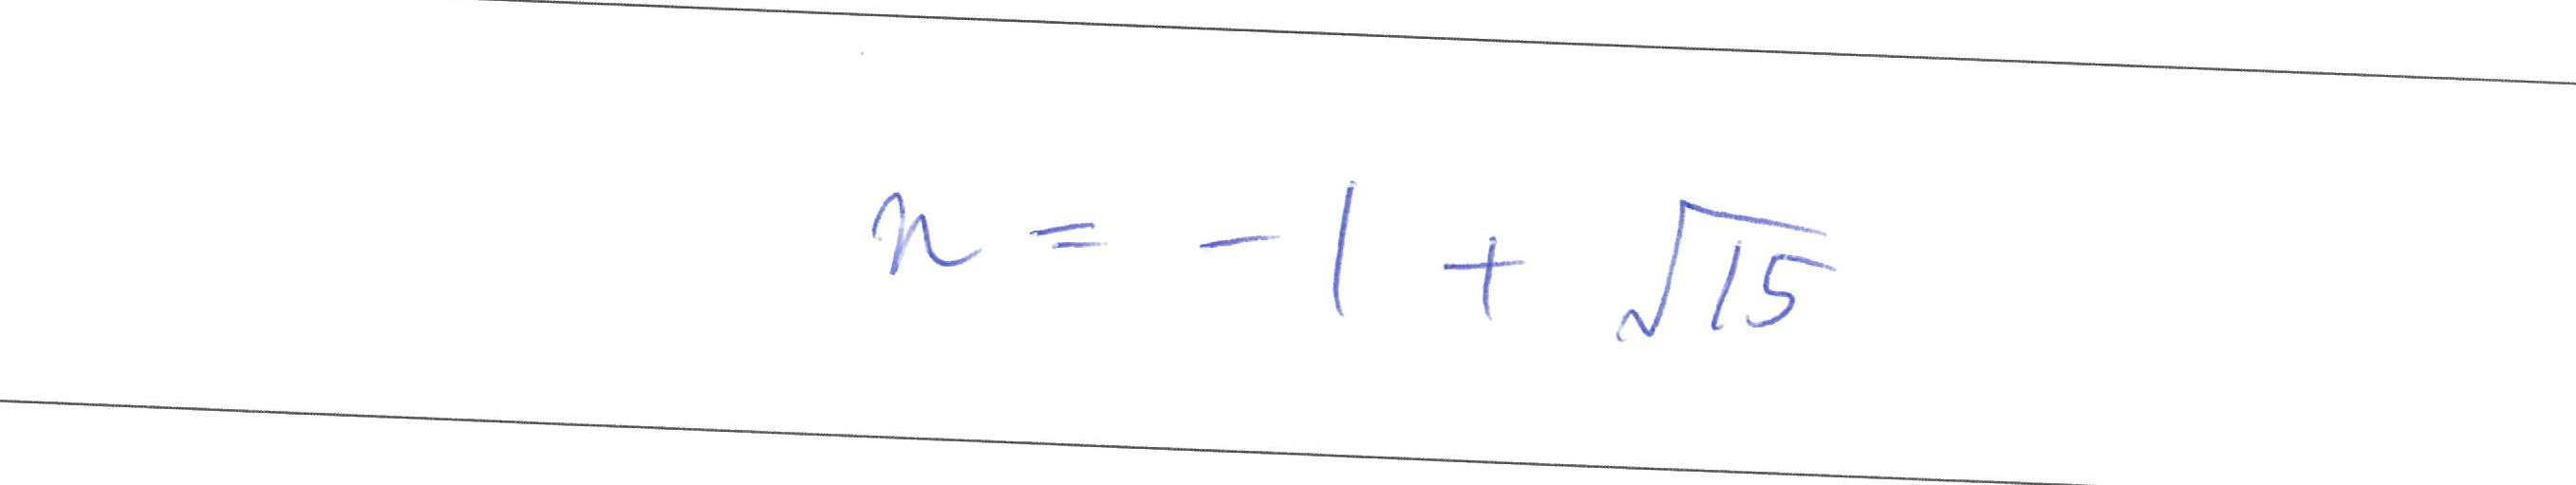 n = -1 + √15